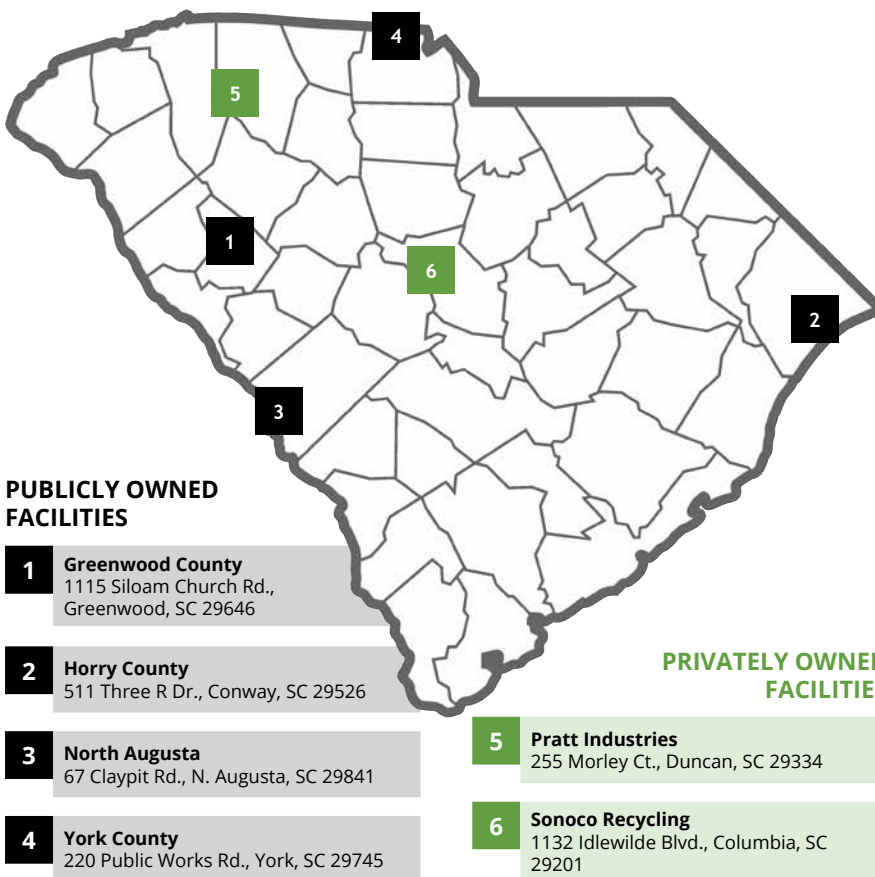 4
5
1
6
2
3
PUBLICLY OWNED
FACILITIES
1
Greenwood County
1115 Siloam Church Rd.,
Greenwood, SC 29646
2
Horry County
511 Three R Dr., Conway, SC 29526
3
North Augusta
67 Claypit Rd., N. Augusta, SC 29841
4
York County
220 Public Works Rd., York, SC 29745
PRIVATELY OWNE
FACILITIE
5
Pratt Industries
255 Morley Ct., Duncan, SC 29334
6
Sonoco Recycling
1132 Idlewilde Blvd., Columbia, SC
29201